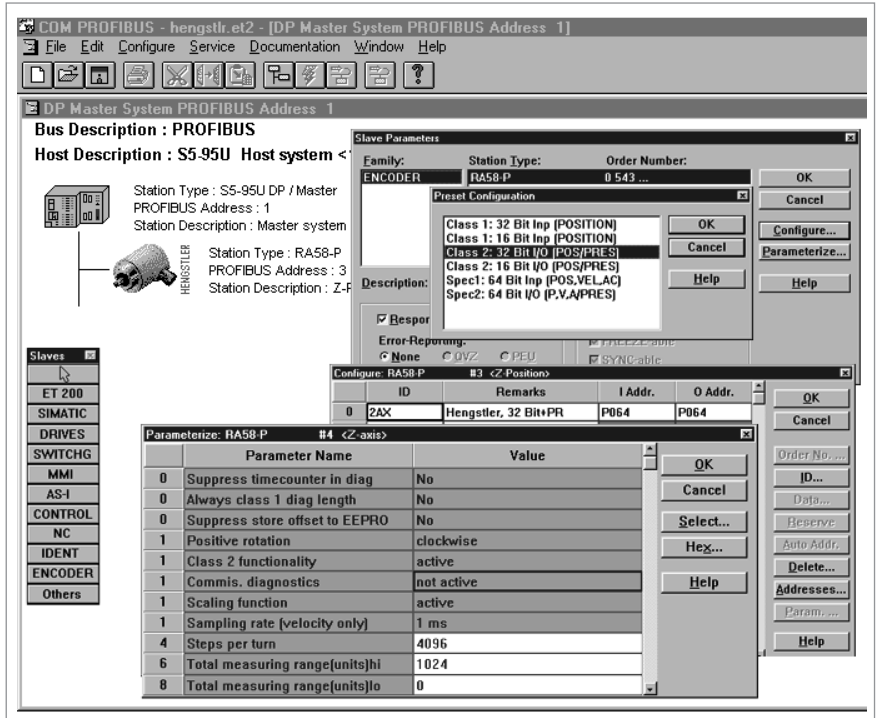 COM PROFIBUS - hengstlr.et2 - [DP Master System PROFIBUS Address 1]
File Edit Configure Service Documentation Window Help
DP Master System PROFIBUS Address 1
Bus Description : PROFIBUS
Host Description : S5-95U Host system <
Station Type : S5-95U DP / Master
PROFIBUS Address : 1
Station Description : Master system
HENGSTLER
Station Type : RA58-P
PROFIBUS Address : 3
Station Description : Z-P
Slave Parameters
Family: Station Type: Order Number:
ENCODER RA58-P 0 543 ...
OK
Cancel
Configure...
Parameterize...
Help
Description:
Respor
Error-Reporting:
None QVZ PEU
FREEZE-able
SYNC-able
Preset Configuration
Class 1: 32 Bit Inp (POSITION)
Class 1: 16 Bit Inp (POSITION)
Class 2: 32 Bit I/O (POS/PRES)
Class 2: 16 Bit I/O (POS/PRES)
Spec1: 64 Bit Inp (POS,VEL,AC)
Spec2: 64 Bit I/O (P,V,A/PRES)
OK
Cancel
Help
Slaves
ET 200
SIMATIC
DRIVES
SWITCHG
MMI
AS-I
CONTROL
NC
IDENT
ENCODER
Others
Configure: RA58-P #3 <Z-Position>
ID Remarks I Addr. O Addr.
0 2AX Hengstler, 32 Bit+PR P064 P064
OK
Cancel
Order No. ...
ID...
Data...
Reserve
Auto Addr.
Delete...
Addresses...
Param. ...
Help
Parameterize: RA58-P #4 <Z-axis>
Parameter Name Value
0 Suppress timecounter in diag No
0 Always class 1 diag length No
0 Suppress store offset to EEPRO No
1 Positive rotation clockwise
1 Class 2 functionality active
1 Commis. diagnostics not active
1 Scaling function active
1 Sampling rate (velocity only) 1 ms
4 Steps per turn 4096
6 Total measuring range(units)hi 1024
8 Total measuring range(units)lo 0
OK
Cancel
Select...
Hex...
Help